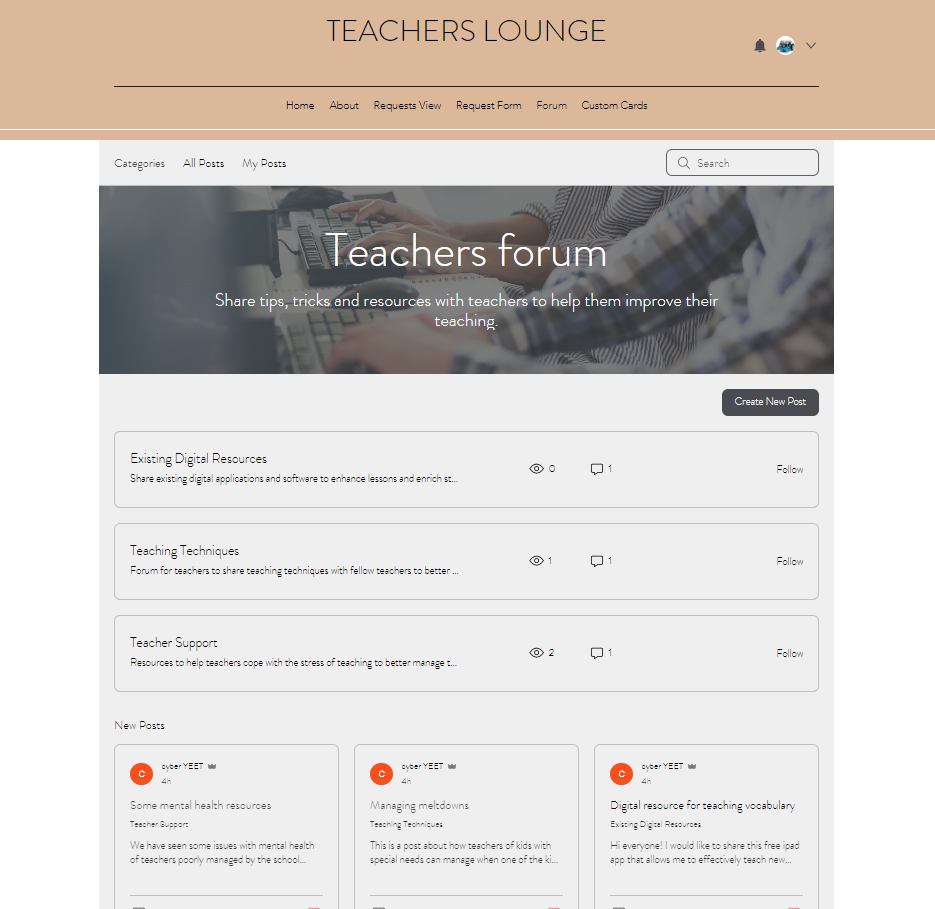 TEACHERS LOUNGE
Home About Requests View Request Form Forum Custom Cards
Categories All Posts My Posts Search
Teachers forum
Share tips, tricks and resources with teachers to help them improve their
teaching.
Create New Post
Existing Digital Resources
Share existing digital applications and software to enhance lessons and enrich st...
0 1 Follow
Teaching Techniques
Forum for teachers to share teaching techniques with fellow teachers to better ...
1 1 Follow
Teacher Support
Resources to help teachers cope with the stress of teaching to better manage t...
2 1 Follow
New Posts
C cyber YEET
4h
Some mental health resources
Teacher Support
We have seen some issues with mental health
of teachers poorly managed by the school...
C cyber YEET
4h
Managing meltdowns
Teaching Techniques
This is a post about how teachers of kids with
special needs can manage when one of the ki...
C cyber YEET
4h
Digital resource for teaching vocabulary
Existing Digital Resources
Hi everyone! I would like to share this free ipad
app that allows me to effectively teach new...